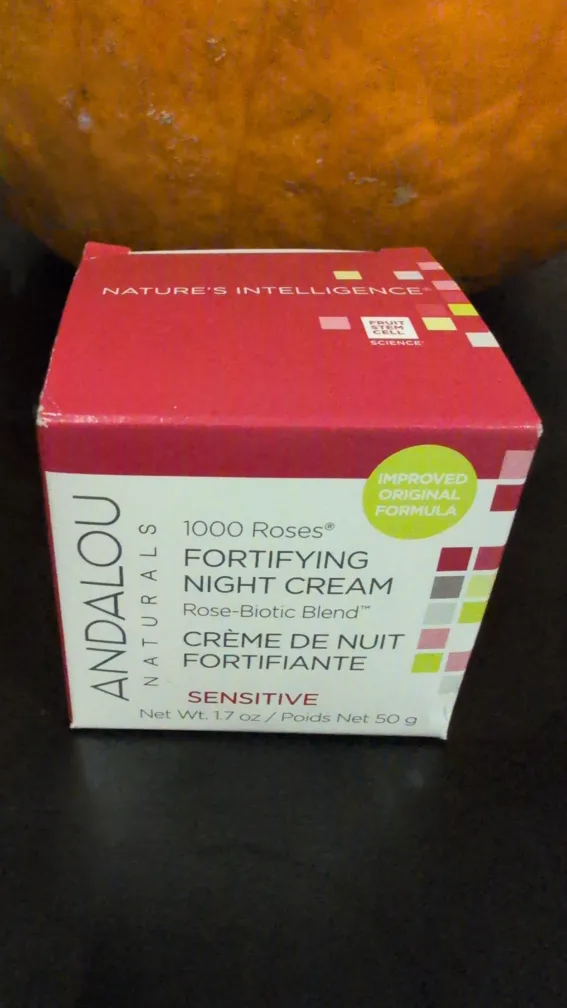 NATURE'S INTELLIGENCE®
FRUIT
STEM
CELL
SCIENCE®
IMPROVED
ORIGINAL
FORMULA
ANDALOU
NATURALS
1000 Roses®
FORTIFYING
NIGHT CREAM
Rose-Biotic Blend™
CRÈME DE NUIT
FORTIFIANTE
SENSITIVE
Net Wt. 1.7 oz / Poids Net 50 g